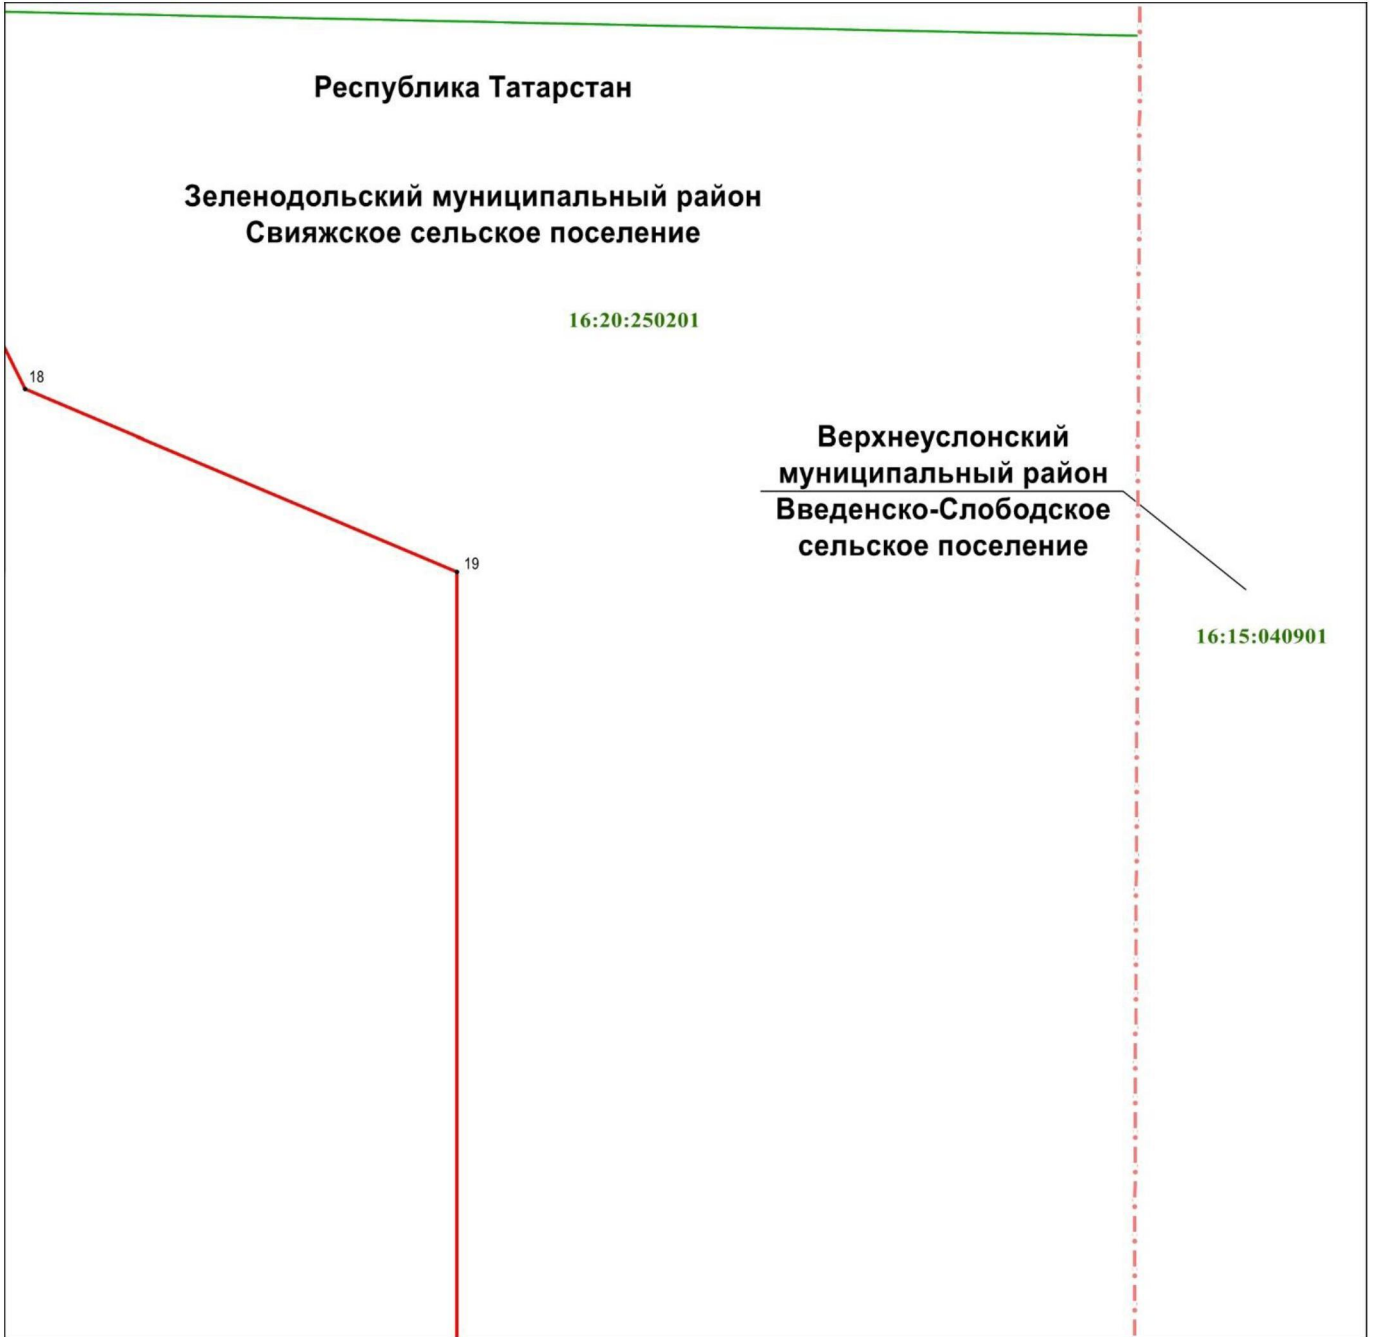 Республика Татарстан
Зеленодольский муниципальный район
Свияжское сельское поселение
16:20:250201
18
Верхнеуслонский
муниципальный район
Введенско-Слободское
сельское поселение
19
16:15:040901